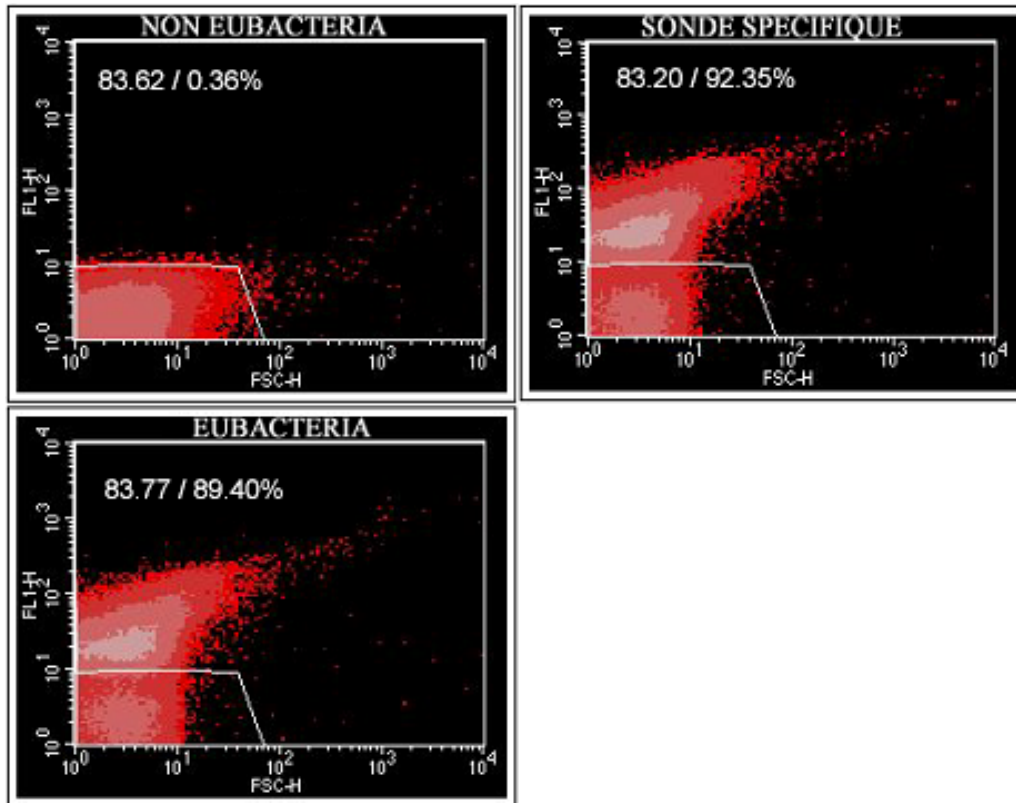 NON EUBACTERIA
83.62 / 0.36%
FL1-H
10^0 10^1 10^2 10^3 10^4
10^0 10^1 10^2 10^3 10^4
FSC-H
SONDE SPECIFIQUE
83.20 / 92.35%
FL1-H
10^0 10^1 10^2 10^3 10^4
10^0 10^1 10^2 10^3 10^4
FSC-H
EUBACTERIA
83.77 / 89.40%
FL1-H
10^0 10^1 10^2 10^3 10^4
10^0 10^1 10^2 10^3 10^4
FSC-H